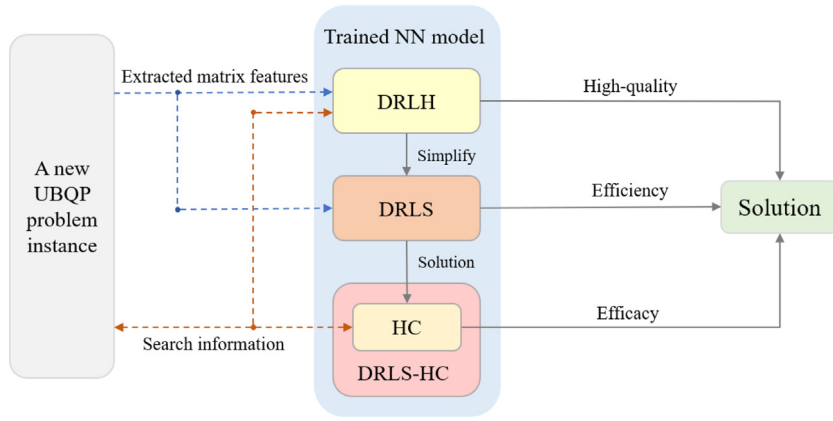 Trained NN model
Extracted matrix features
DRLH
High-quality
Simplify
A new
UBQP
problem
instance
DRLS
Efficiency
Solution
Solution
HC
Efficacy
Search information
DRLS-HC